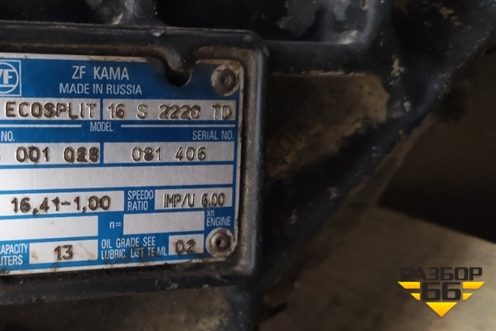 ZF
ZF KAMA
MADE IN RUSSIA
ECOSPLIT 16 S 2220 TD
NO. MODEL SERIAL NO.
001 028 081 406
16,41-1,00 SPEEDO RATIO IMP/U 6,00
n= xn ENGINE
CAPACITY LITERS 13 OIL GRADE SEE LUBRIC. LIST TE-ML 02
РАЗБОР
66